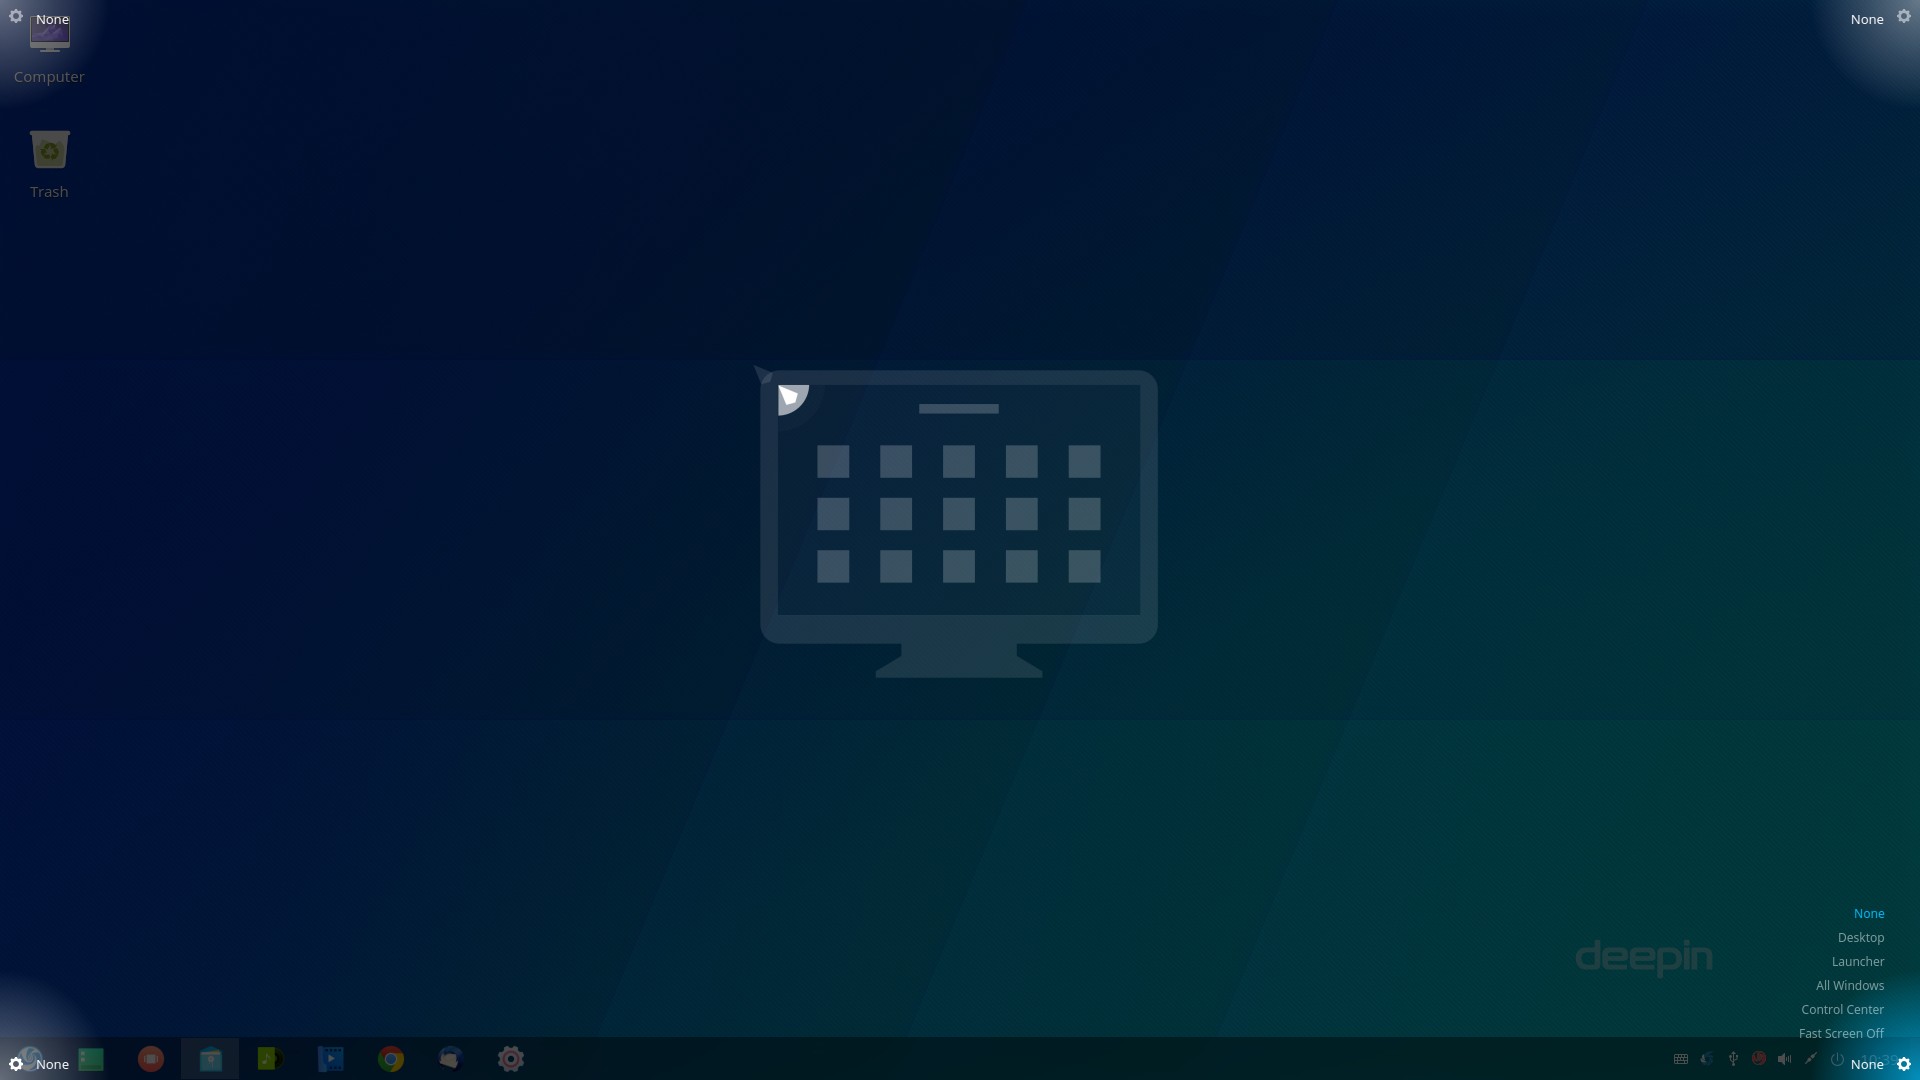 None
None
Computer
Trash
None
Desktop
deepin
Launcher
All Windows
Control Center
Fast Screen Off
None
None